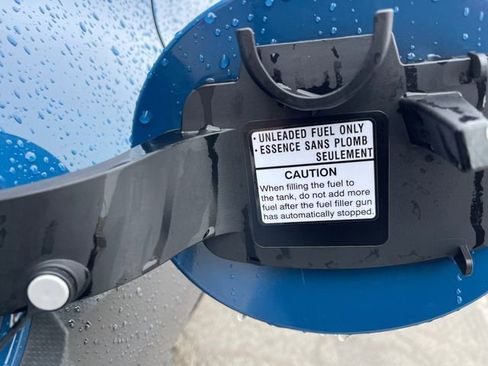 • UNLEADED FUEL ONLY
• ESSENCE SANS PLOMB
SEULEMENT
CAUTION
When filling the fuel to
the tank, do not add more
fuel after the fuel filler gun
has automatically stopped.